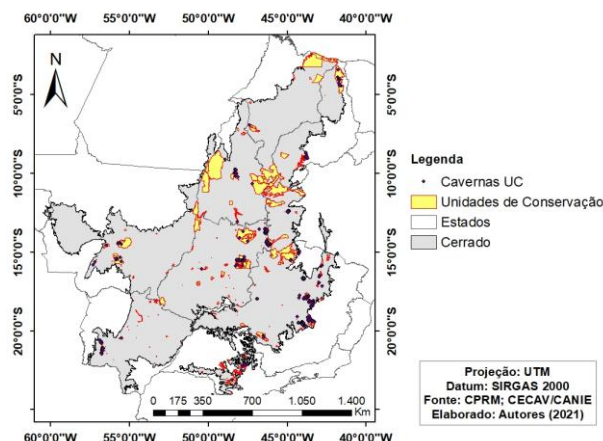 60°0'0"W 55°0'0"W 50°0'0"W 45°0'0"W 40°0'0"W
N
5°0'0"S
10°0'0"S
15°0'0"S
20°0'0"S
5°0'0"S
10°0'0"S
15°0'0"S
20°0'0"S
Legenda
Cavernas UC
Unidades de Conservação
Estados
Cerrado
0 175 350 700 1.050 1.400
Km
60°0'0"W 55°0'0"W 50°0'0"W 45°0'0"W 40°0'0"W
Projeção: UTM
Datum: SIRGAS 2000
Fonte: CPRM; CECAV/CANIE
Elaborado: Autores (2021)